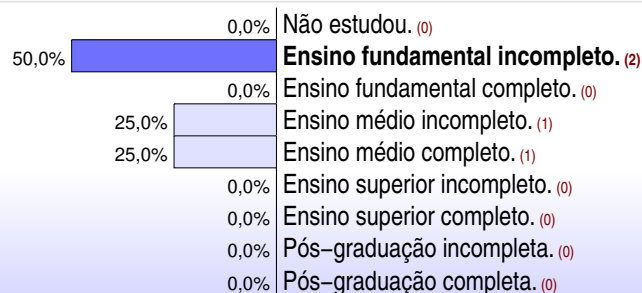 0,0% Não estudou. (0)
50,0% Ensino fundamental incompleto. (2)
0,0% Ensino fundamental completo. (0)
25,0% Ensino médio incompleto. (1)
25,0% Ensino médio completo. (1)
0,0% Ensino superior incompleto. (0)
0,0% Ensino superior completo. (0)
0,0% Pós−graduação incompleta. (0)
0,0% Pós−graduação completa. (0)